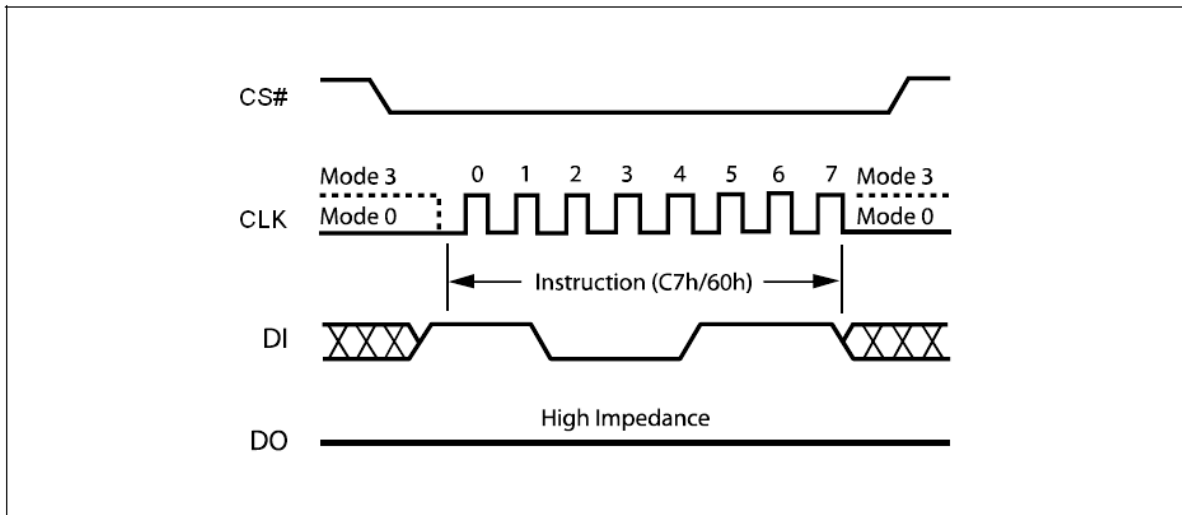 CS#
Mode 3 0 1 2 3 4 5 6 7 Mode 3
CLK Mode 0 Mode 0
Instruction (C7h/60h)
DI
High Impedance
DO